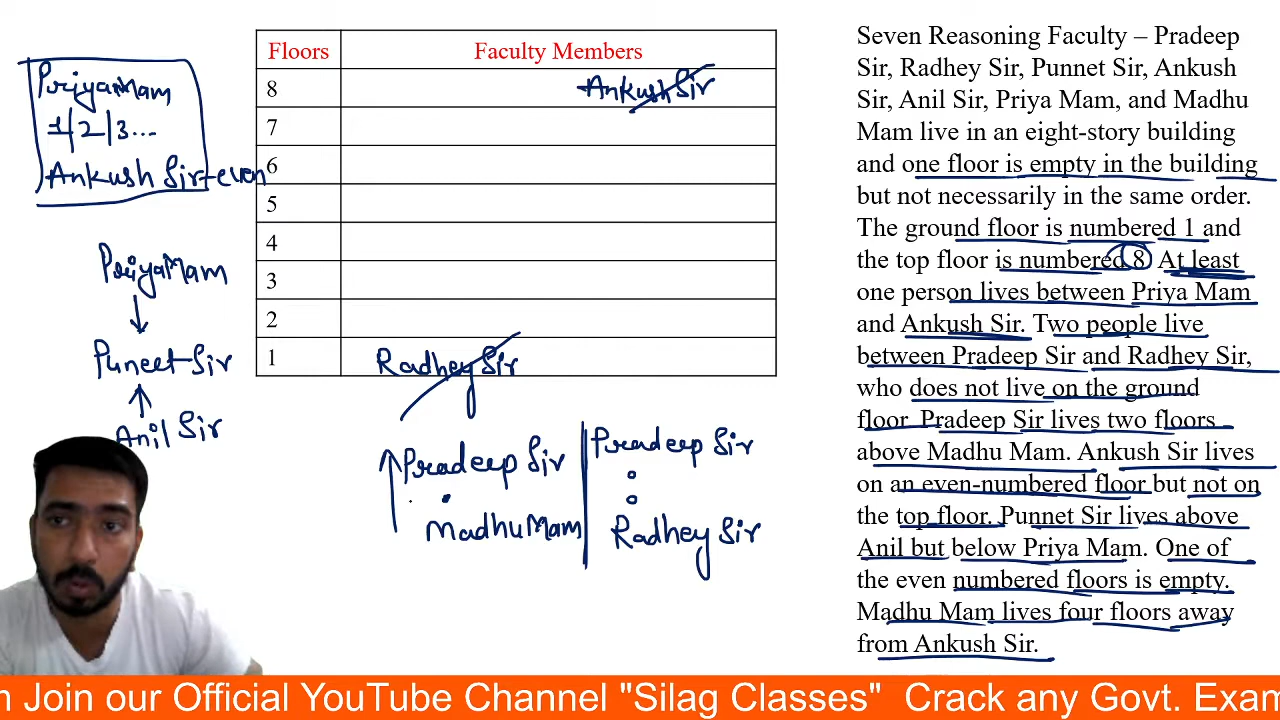 Floors Faculty Members
8 Ankush Sir
7
6
5
4
3
2
1 Radhey Sir
Priya Mam
1/2/3...
Ankush Sir - even
Priya Mam
Puneet Sir
Anil Sir
Pradeep Sir
Madhu Mam
Pradeep Sir
Radhey Sir
Seven Reasoning Faculty – Pradeep
Sir, Radhey Sir, Punnet Sir, Ankush
Sir, Anil Sir, Priya Mam, and Madhu
Mam live in an eight-story building
and one floor is empty in the building
but not necessarily in the same order.
The ground floor is numbered 1 and
the top floor is numbered 8. At least
one person lives between Priya Mam
and Ankush Sir. Two people live
between Pradeep Sir and Radhey Sir,
who does not live on the ground
floor. Pradeep Sir lives two floors
above Madhu Mam. Ankush Sir lives
on an even-numbered floor but not on
the top floor. Punnet Sir lives above
Anil but below Priya Mam. One of
the even numbered floors is empty.
Madhu Mam lives four floors away
from Ankush Sir.
Join our Official YouTube Channel "Silag Classes" Crack any Govt. Exam